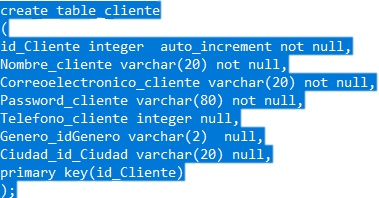 create table_cliente
(
id_Cliente integer  auto_increment not null,
Nombre_cliente varchar(20) not null,
Correoelectronico_cliente varchar(20) not null,
Password_cliente varchar(80) not null,
Telefono_cliente integer null,
Genero_idGenero varchar(2)  null,
Ciudad_id_Ciudad varchar(20) null,
primary key(id_Cliente)
);